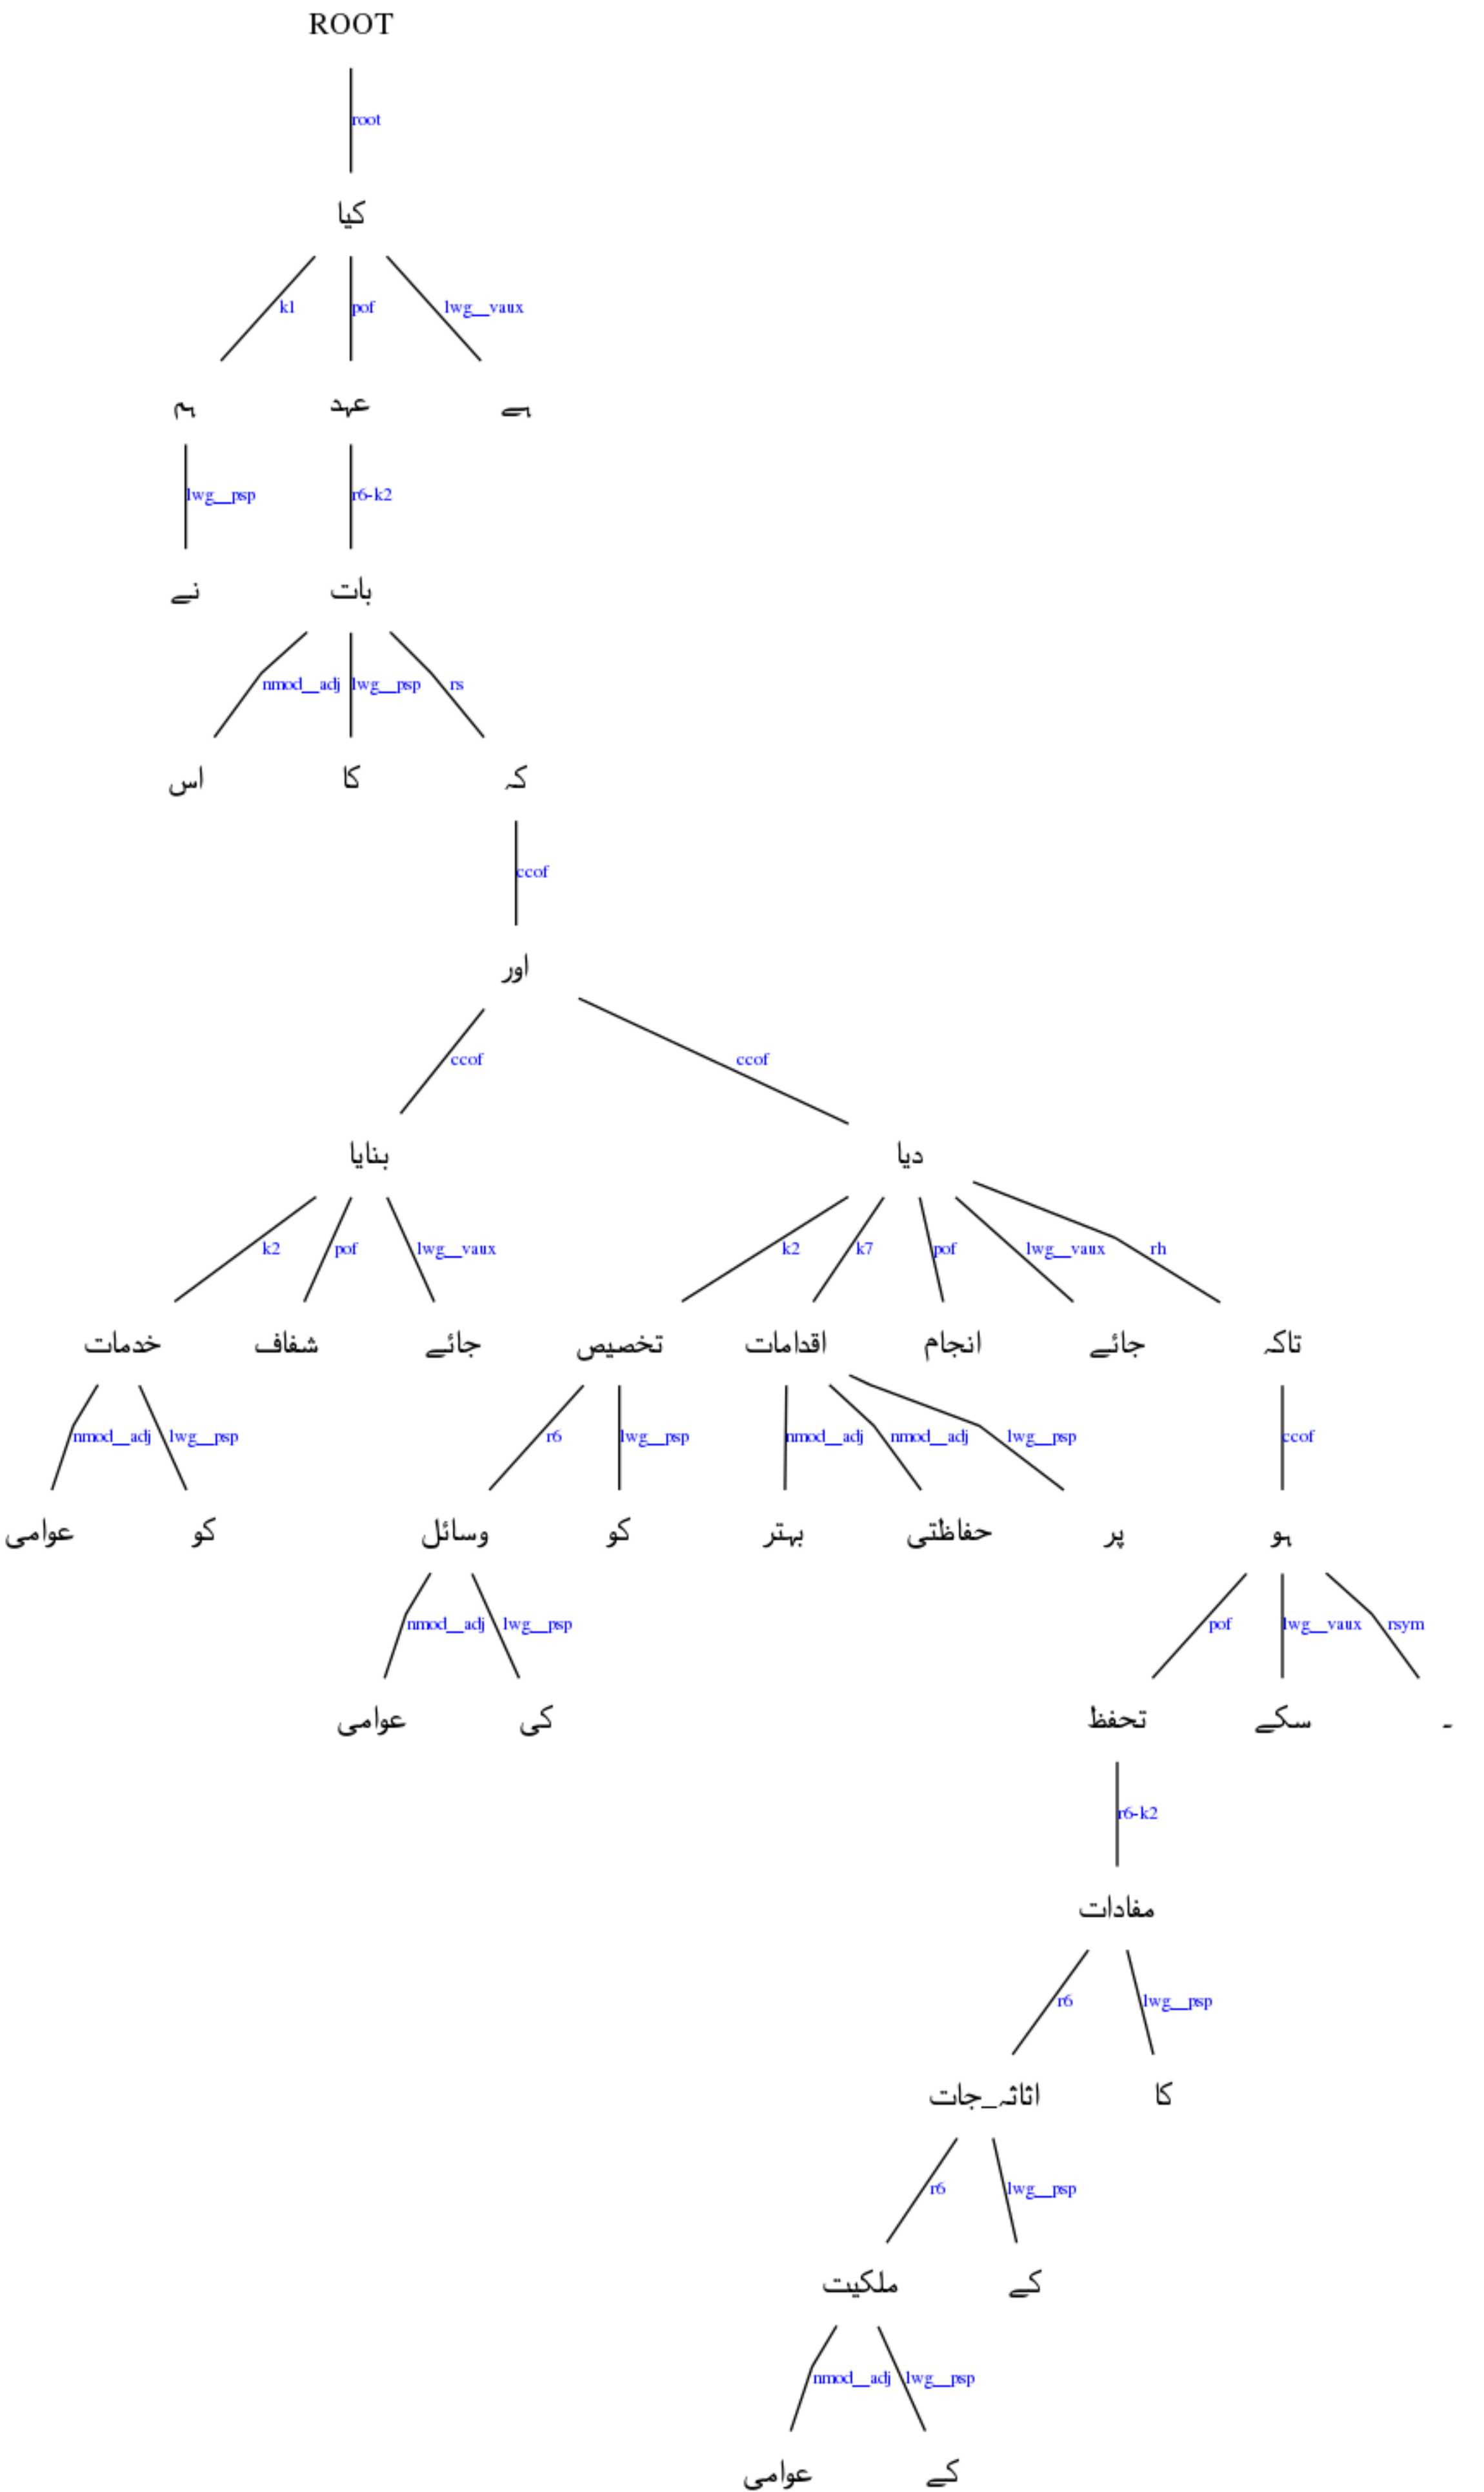 ROOT
root
کیا
k1 pof lwg__vaux
ہم عہد ہے
lwg__psp r6-k2
نے بات
nmod__adj lwg__psp rs
اس کا کہ
ccof
اور
ccof ccof
بنایا دیا
k2 pof lwg__vaux k2 k7 pof lwg__vaux rh
خدمات شفاف جائے تخصیص اقدامات انجام جائے تاکہ
nmod__adj lwg__psp r6 lwg__psp nmod__adj nmod__adj lwg__psp ccof
عوامی کو وسائل کو بہتر حفاظتی پر ہو
nmod__adj lwg__psp pof lwg__vaux rsym
عوامی کی تحفظ سکے ۔
r6-k2
مفادات
r6 lwg__psp
اثاثہ_جات کا
r6 lwg__psp
ملکیت کے
nmod__adj lwg__psp
عوامی کے